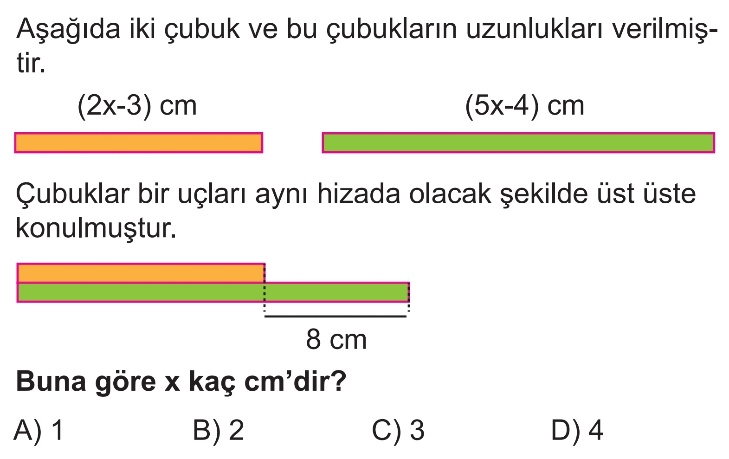 Aşağıda iki çubuk ve bu çubukların uzunlukları verilmiş-
tir.
(2x-3) cm (5x-4) cm
Çubuklar bir uçları aynı hizada olacak şekilde üst üste
konulmuştur.
8 cm
Buna göre x kaç cm’dir?
A) 1 B) 2 C) 3 D) 4